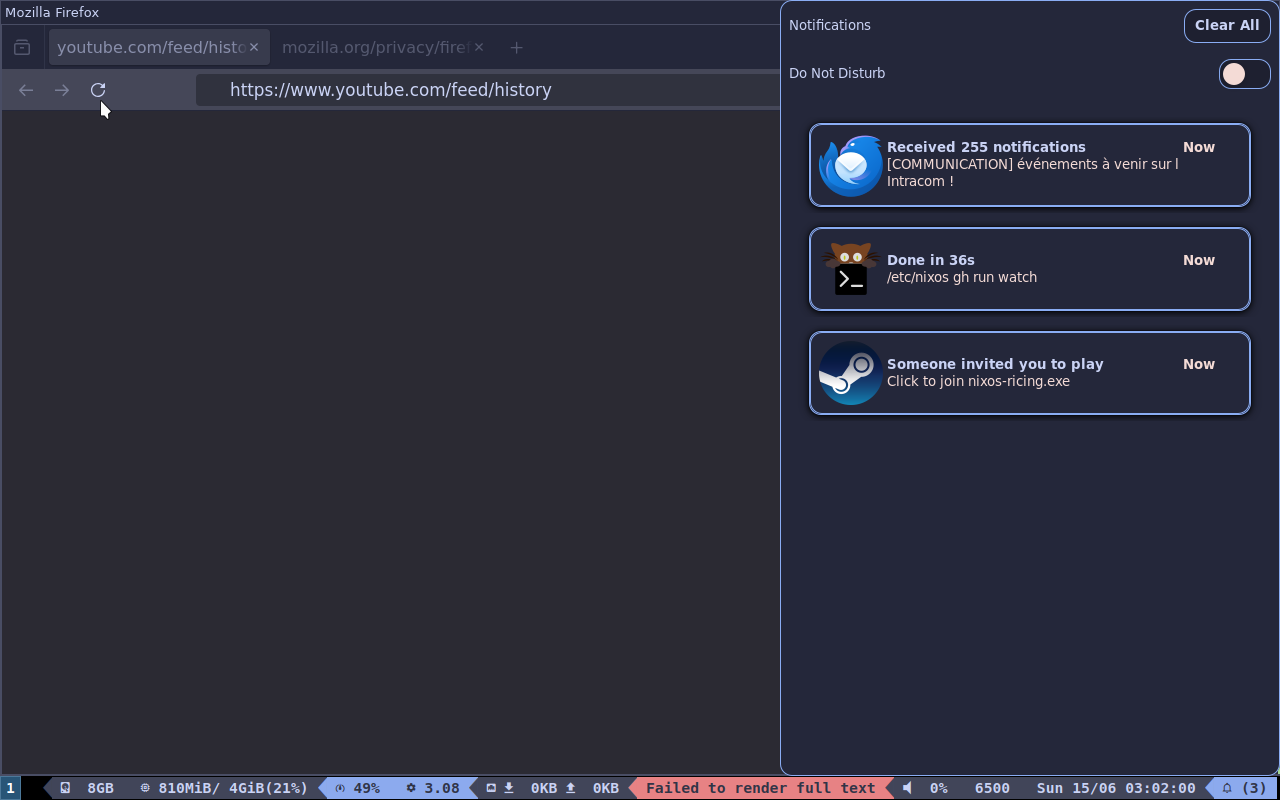 Mozilla Firefox
youtube.com/feed/histo
mozilla.org/privacy/firef
https://www.youtube.com/feed/history
Notifications
Clear All
Do Not Disturb
Received 255 notifications
Now
[COMMUNICATION] événements à venir sur l
Intracom !
Done in 36s
Now
/etc/nixos gh run watch
Someone invited you to play
Now
Click to join nixos-ricing.exe
1 8GB 810MiB/ 4GiB(21%) 49% 3.08 0KB 0KB Failed to render full text 0% 6500 Sun 15/06 03:02:00 (3)